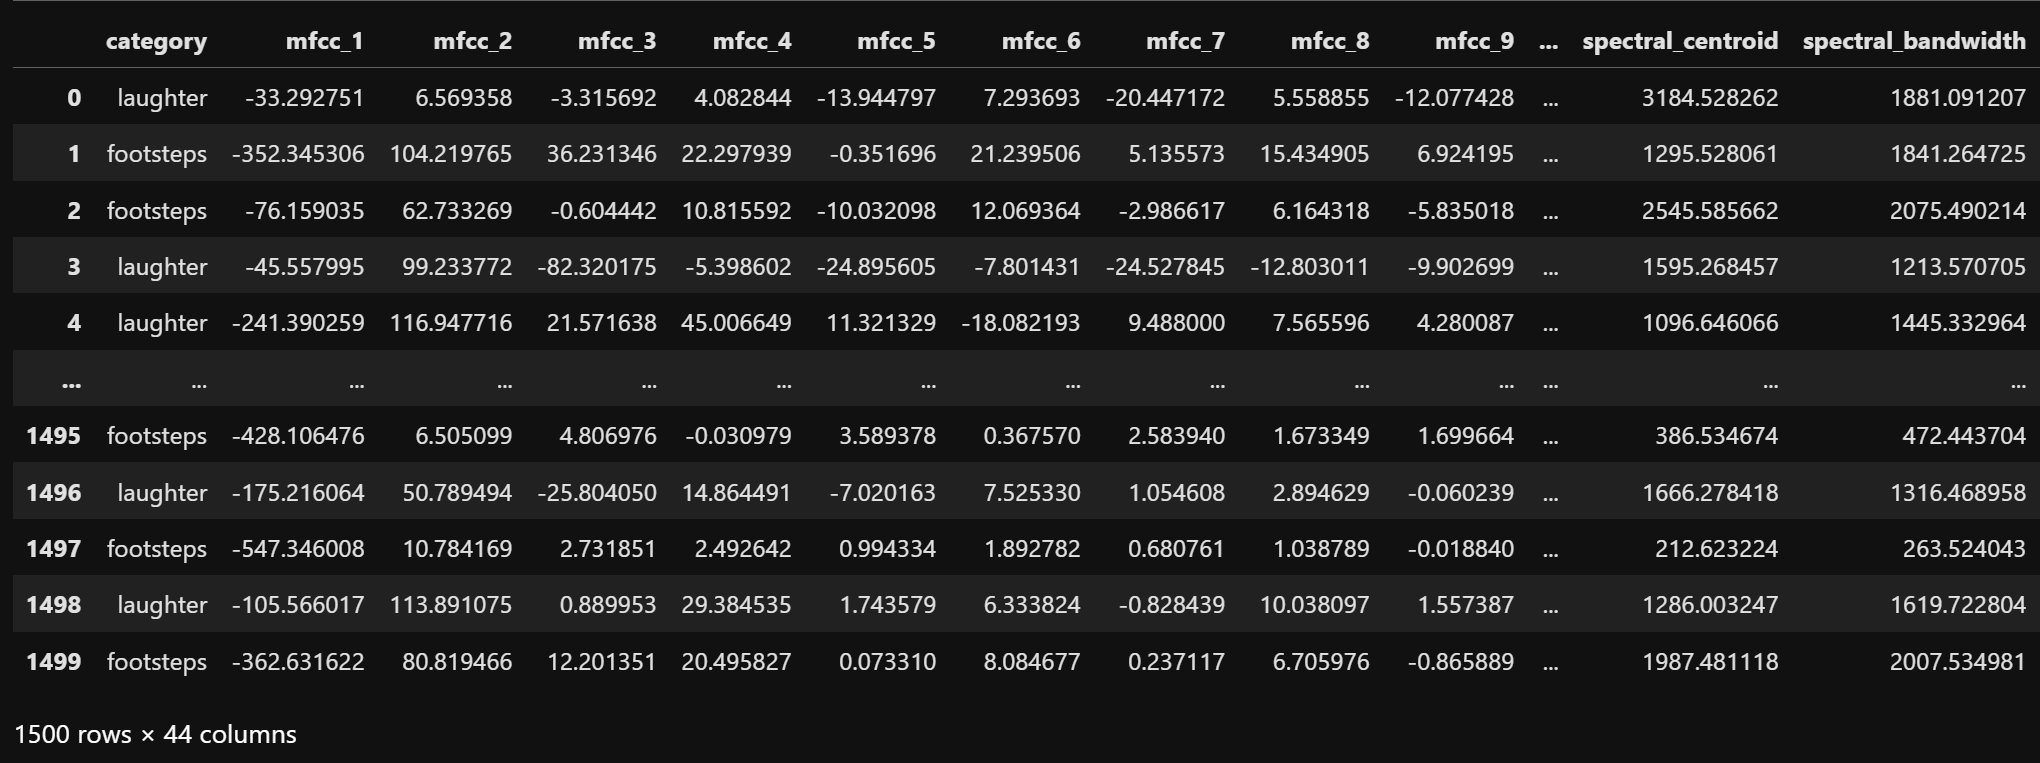 category mfcc_1 mfcc_2 mfcc_3 mfcc_4 mfcc_5 mfcc_6 mfcc_7 mfcc_8 mfcc_9 ... spectral_centroid spectral_bandwidth
0 laughter -33.292751 6.569358 -3.315692 4.082844 -13.944797 7.293693 -20.447172 5.558855 -12.077428 ... 3184.528262 1881.091207
1 footsteps -352.345306 104.219765 36.231346 22.297939 -0.351696 21.239506 5.135573 15.434905 6.924195 ... 1295.528061 1841.264725
2 footsteps -76.159035 62.733269 -0.604442 10.815592 -10.032098 12.069364 -2.986617 6.164318 -5.835018 ... 2545.585662 2075.490214
3 laughter -45.557995 99.233772 -82.320175 -5.398602 -24.895605 -7.801431 -24.527845 -12.803011 -9.902699 ... 1595.268457 1213.570705
4 laughter -241.390259 116.947716 21.571638 45.006649 11.321329 -18.082193 9.488000 7.565596 4.280087 ... 1096.646066 1445.332964
... ... ... ... ... ... ... ... ... ... ... ... ... ...
1495 footsteps -428.106476 6.505099 4.806976 -0.030979 3.589378 0.367570 2.583940 1.673349 1.699664 ... 386.534674 472.443704
1496 laughter -175.216064 50.789494 -25.804050 14.864491 -7.020163 7.525330 1.054608 2.894629 -0.060239 ... 1666.278418 1316.468958
1497 footsteps -547.346008 10.784169 2.731851 2.492642 0.994334 1.892782 0.680761 1.038789 -0.018840 ... 212.623224 263.524043
1498 laughter -105.566017 113.891075 0.889953 29.384535 1.743579 6.333824 -0.828439 10.038097 1.557387 ... 1286.003247 1619.722804
1499 footsteps -362.631622 80.819466 12.201351 20.495827 0.073310 8.084677 0.237117 6.705976 -0.865889 ... 1987.481118 2007.534981
1500 rows × 44 columns